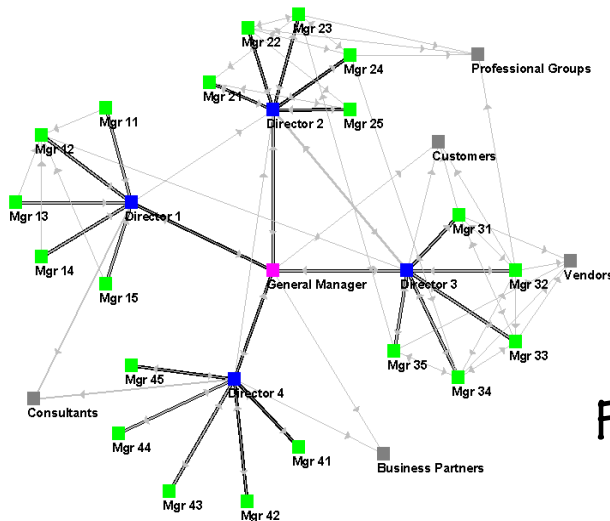 Mgr 23
Mgr 22
Mgr 24
Professional Groups
Mgr 21
Mgr 25
Director 2
Mgr 11
Mgr 12
Customers
Mgr 13
Director 1
Mgr 31
Mgr 14
Mgr 15
General Manager
Director 3
Mgr 32
Vendors
Mgr 33
Mgr 35
Mgr 34
Mgr 45
Director 4
Consultants
Mgr 44
Mgr 41
Business Partners
Mgr 43
Mgr 42